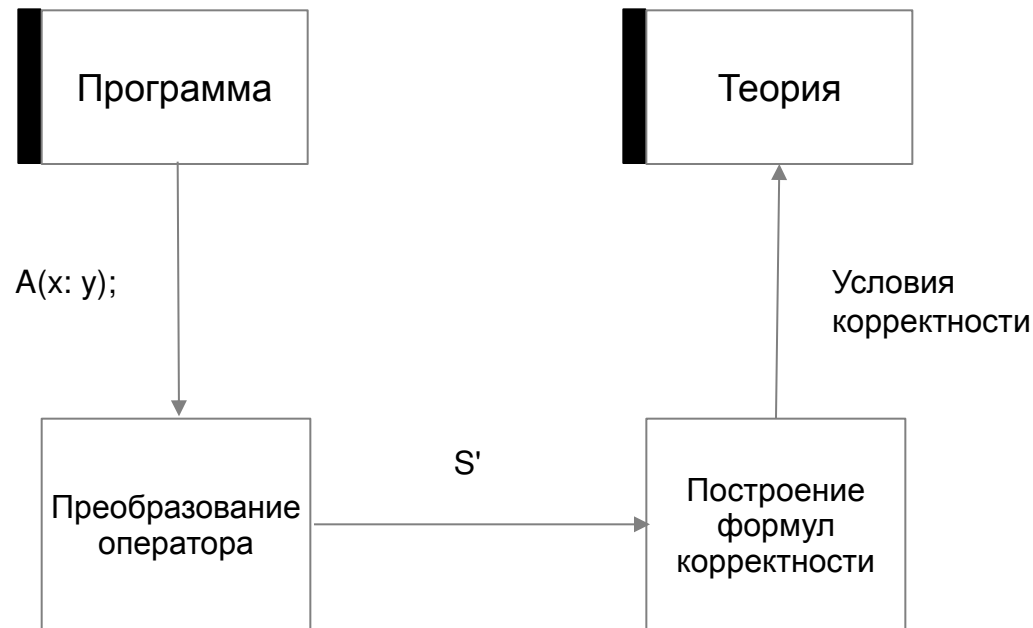 Программа
Теория
A(x: y);
Условия
корректности
S'
Преобразование
оператора
Построение
формул
корректности